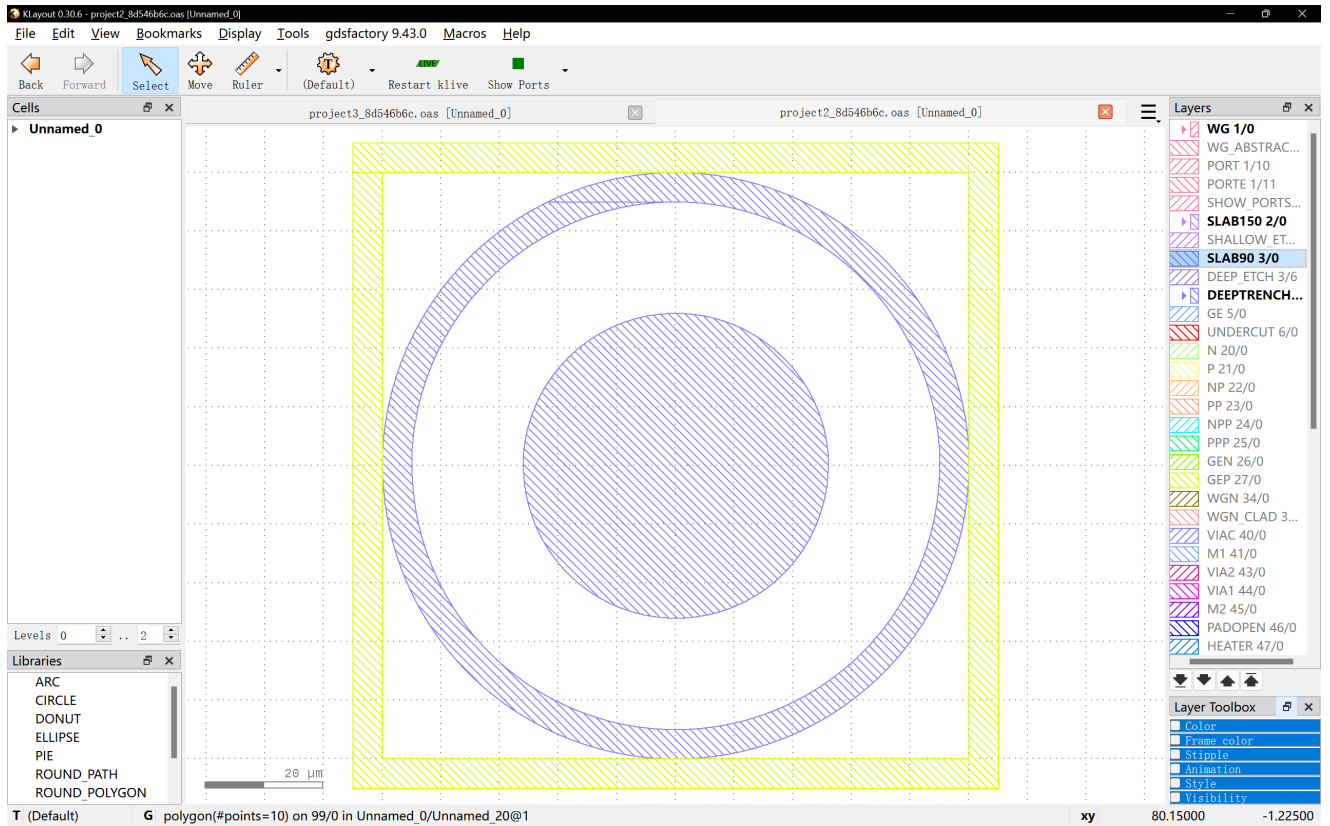 KLayout 0.30.6 - project2_8d546b6c.oas [Unnamed_0]
File Edit View Bookmarks Display Tools gdsfactory 9.43.0 Macros Help
LIVE
Back Forward Select Move Ruler (Default) Restart klive Show Ports
Cells
Unnamed_0
Levels 0 .. 2
Libraries
ARC
CIRCLE
DONUT
ELLIPSE
PIE
ROUND_PATH
ROUND_POLYGON
project3_8d546b6c.oas [Unnamed_0] project2_8d546b6c.oas [Unnamed_0]
20 μm
Layers
WG 1/0
WG_ABSTRAC...
PORT 1/10
PORTE 1/11
SHOW_PORTS...
SLAB150 2/0
SHALLOW_ET...
SLAB90 3/0
DEEP_ETCH 3/6
DEEPTRENCH...
GE 5/0
UNDERCUT 6/0
N 20/0
P 21/0
NP 22/0
PP 23/0
NPP 24/0
PPP 25/0
GEN 26/0
GEP 27/0
WGN 34/0
WGN_CLAD 3...
VIAC 40/0
M1 41/0
VIA2 43/0
VIA1 44/0
M2 45/0
PADOPEN 46/0
HEATER 47/0
Layer Toolbox
Color
Frame color
Stipple
Animation
Style
Visibility
T (Default) G polygon(#points=10) on 99/0 in Unnamed_0/Unnamed_20@1 xy 80.15000 -1.22500